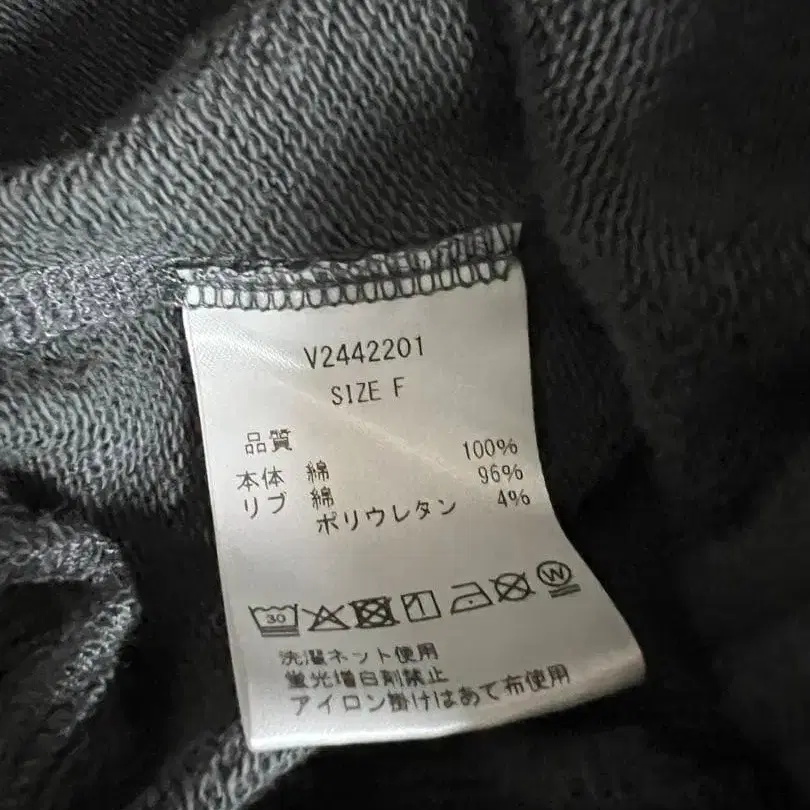 V2442201
SIZE F
品質
本体 綿 100%
リブ 綿 96%
ポリウレタン 4%
30 W
洗濯ネット使用
蛍光増白剤禁止
アイロン掛けはあて布使用